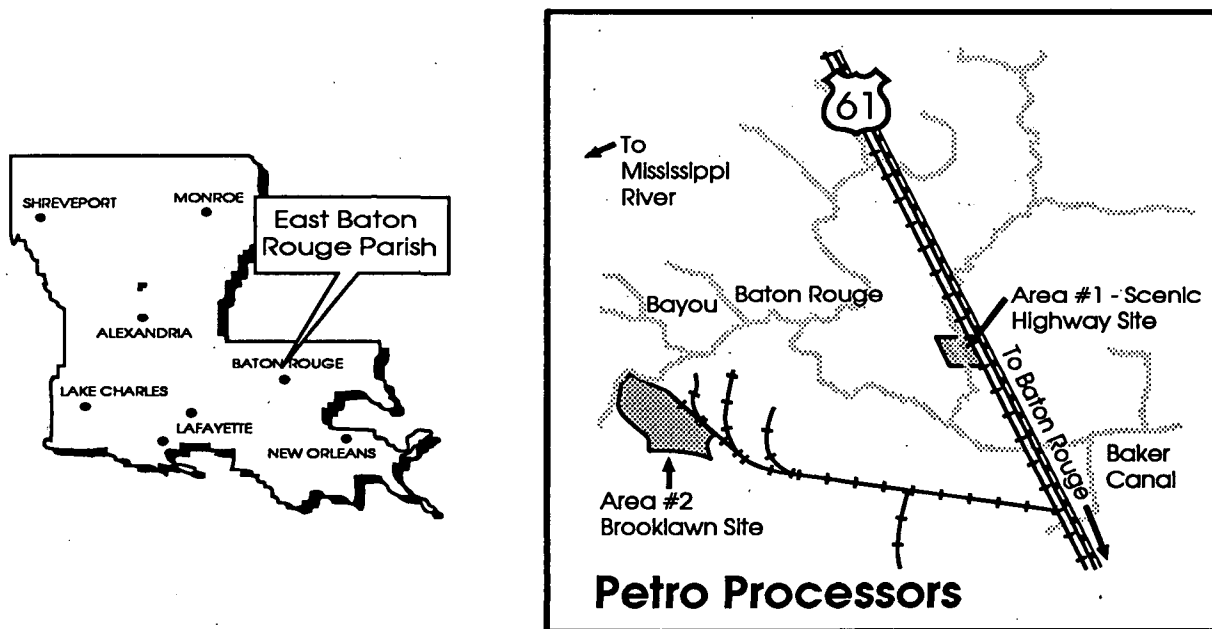 SHREVEPORT
MONROE
East Baton
Rouge Parish
ALEXANDRIA
BATON ROUGE
LAKE CHARLES
LAFAYETTE
NEW ORLEANS
61
To
Mississippi
River
Bayou
Baton Rouge
Area #1 - Scenic
Highway Site
To Baton Rouge
Baker
Canal
Area #2
Brooklawn Site
Petro Processors